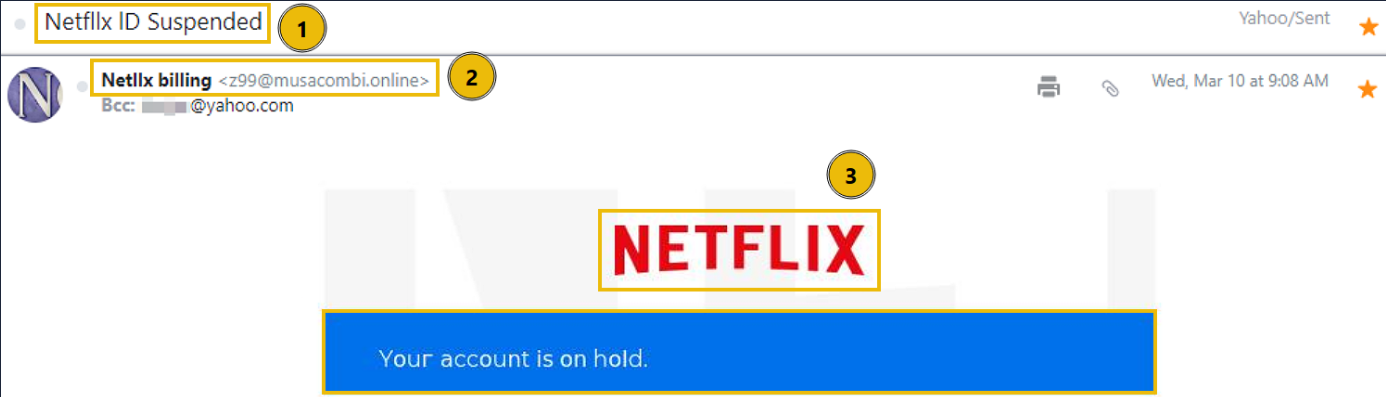 Netfllx ID Suspended
1
Yahoo/Sent
Netllx billing <z99@musacombi.online>
2
Wed, Mar 10 at 9:08 AM
Bcc: @yahoo.com
3
NETFLIX
Your account is on hold.